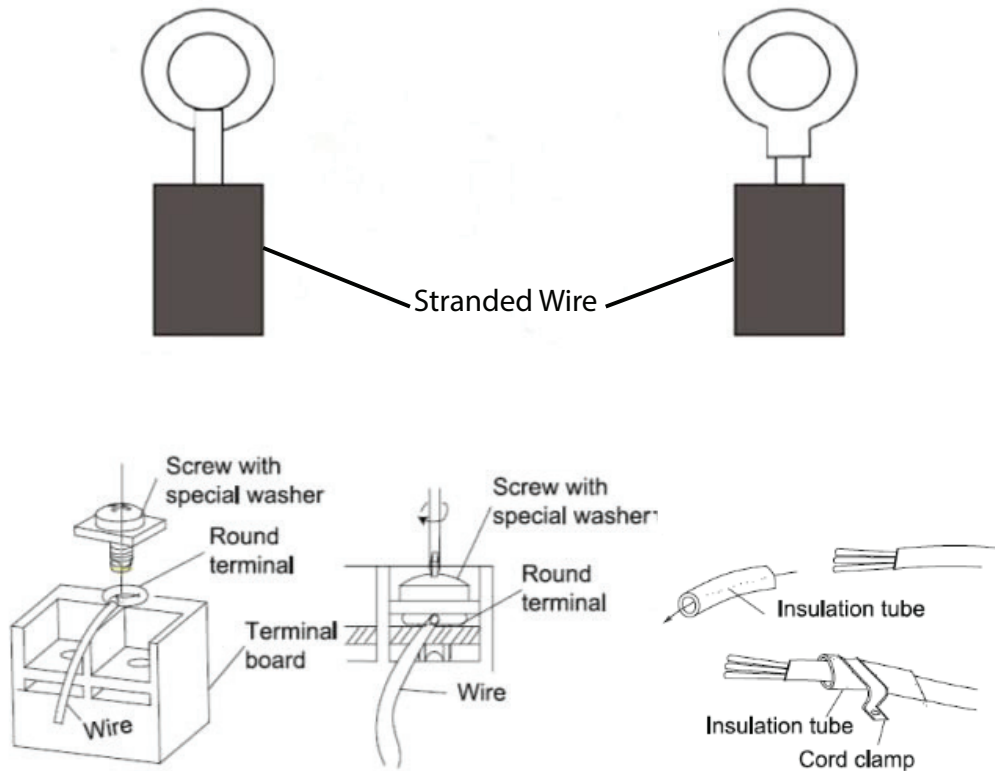 Stranded Wire
Screw with
special washer
Round
terminal
Terminal
board
Wire
Screw with
special washer
Round
terminal
Wire
Insulation tube
Insulation tube
Cord clamp